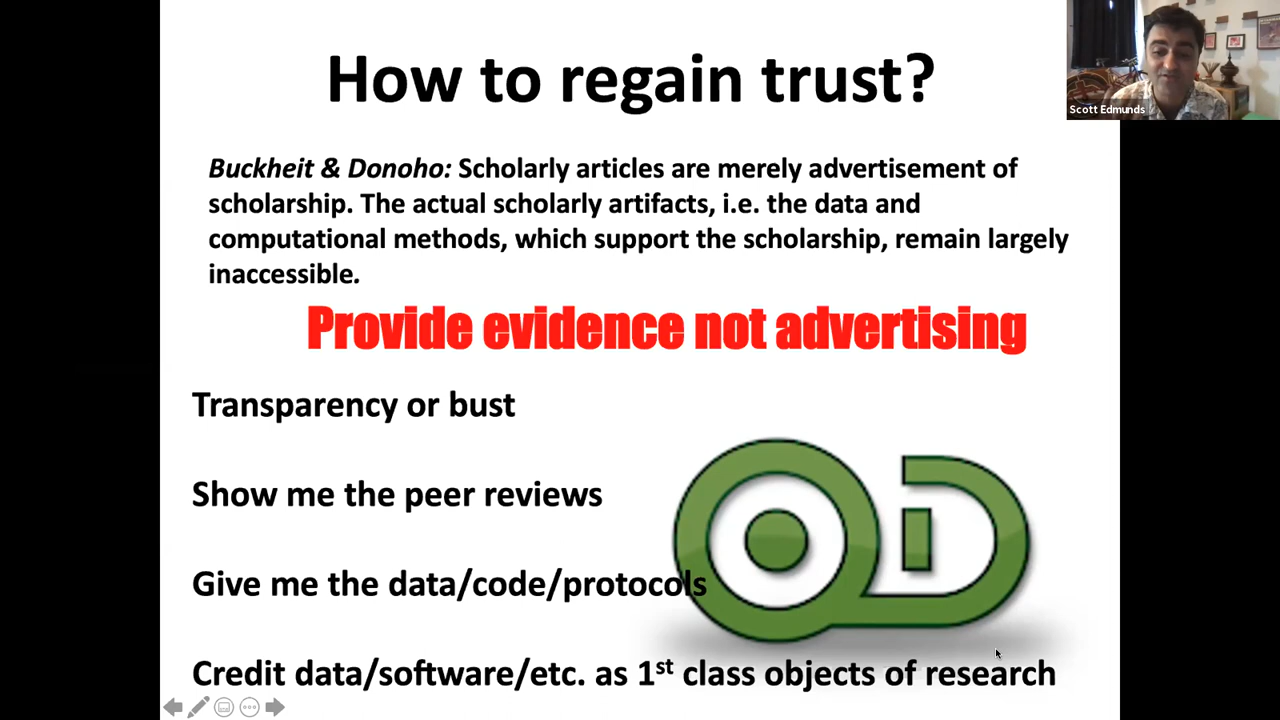 How to regain trust?
Scott Edmunds
Buckheit & Donoho: Scholarly articles are merely advertisement of
scholarship. The actual scholarly artifacts, i.e. the data and
computational methods, which support the scholarship, remain largely
inaccessible.
Provide evidence not advertising
Transparency or bust
Show me the peer reviews
Give me the data/code/protocols
Credit data/software/etc. as 1st class objects of research